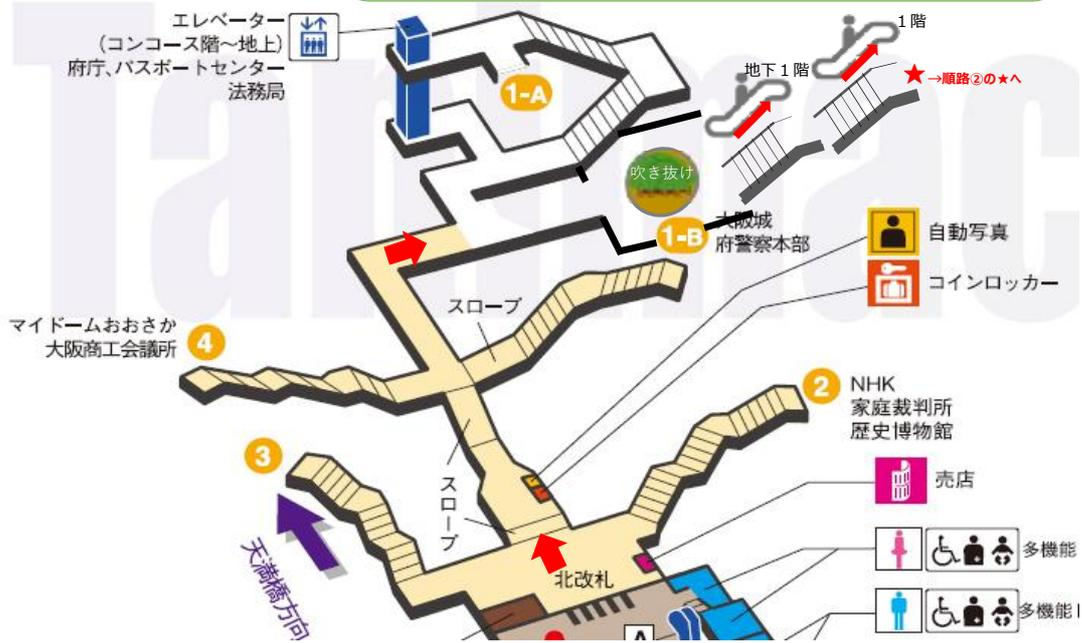 エレベーター
(コンコース階〜地上)
府庁、パスポートセンター
法務局
1-A
1階
地下1階
★→順路②の★へ
吹き抜け
1-B
大阪城
府警察本部
自動写真
コインロッカー
スロープ
マイドームおおさか
大阪商工会議所
4
2
NHK
家庭裁判所
歴史博物館
3
スロープ
売店
天満橋方向
北改札
多機能
多機能
A